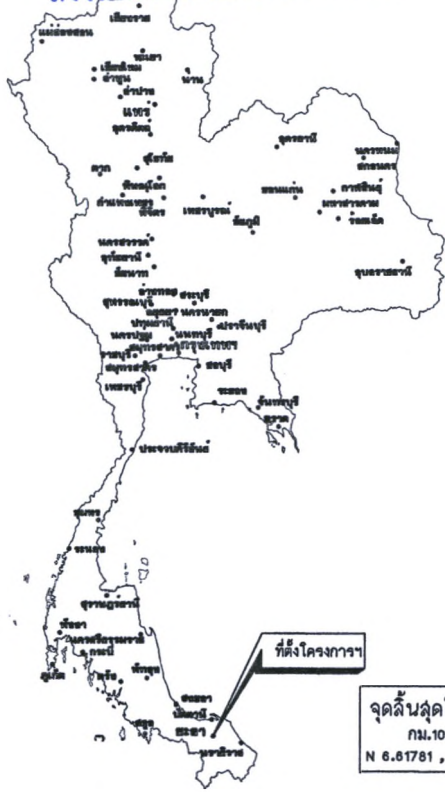 เชียงราย
แม่ฮ่องสอน
พะเยา
เชียงใหม่
น่าน
ลำพูน
ลำปาง
แพร่
อุตรดิตถ์
อุดรธานี
นครพนม
สกลนคร
สุโขทัย
ตาก
พิษณุโลก
ขอนแก่น
กาฬสินธุ์
กำแพงเพชร
มหาสารคาม
พิจิตร
เพชรบูรณ์
ร้อยเอ็ด
ชัยภูมิ
นครสวรรค์
อุทัยธานี
อุบลราชธานี
ชัยนาท
อ่างทอง
สุพรรณบุรี
สระบุรี
อยุธยา นครนายก
ปทุมธานี
ปราจีนบุรี
นครปฐม
นนทบุรี
ราชบุรี
สมุทรสาคร
ชลบุรี
เพชรบุรี
ระยอง
จันทบุรี
ตราด
ประจวบคีรีขันธ์
ชุมพร
ระนอง
สุราษฎร์ธานี
พังงา
นครศรีธรรมราช
กระบี่
ที่ตั้งโครงการฯ
ภูเก็ต
ตรัง
พัทลุง
สงขลา
ปัตตานี
สตูล
ยะลา
นราธิวาส
จุดสิ้นสุด
กม.10
N 6.61781 ,